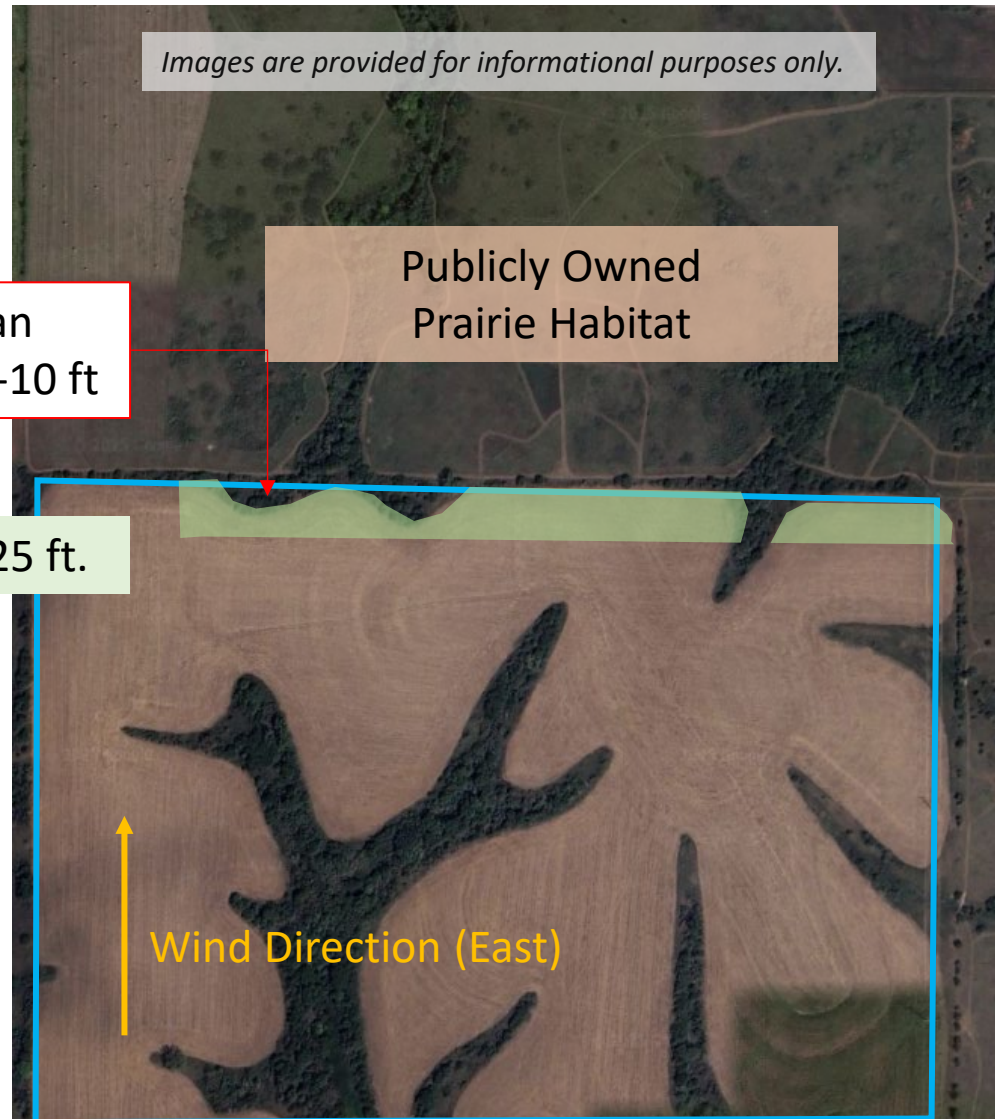 Images are provided for informational purposes only.
Publicly Owned
Prairie Habitat
an
-10 ft
25 ft.
Wind Direction (East)